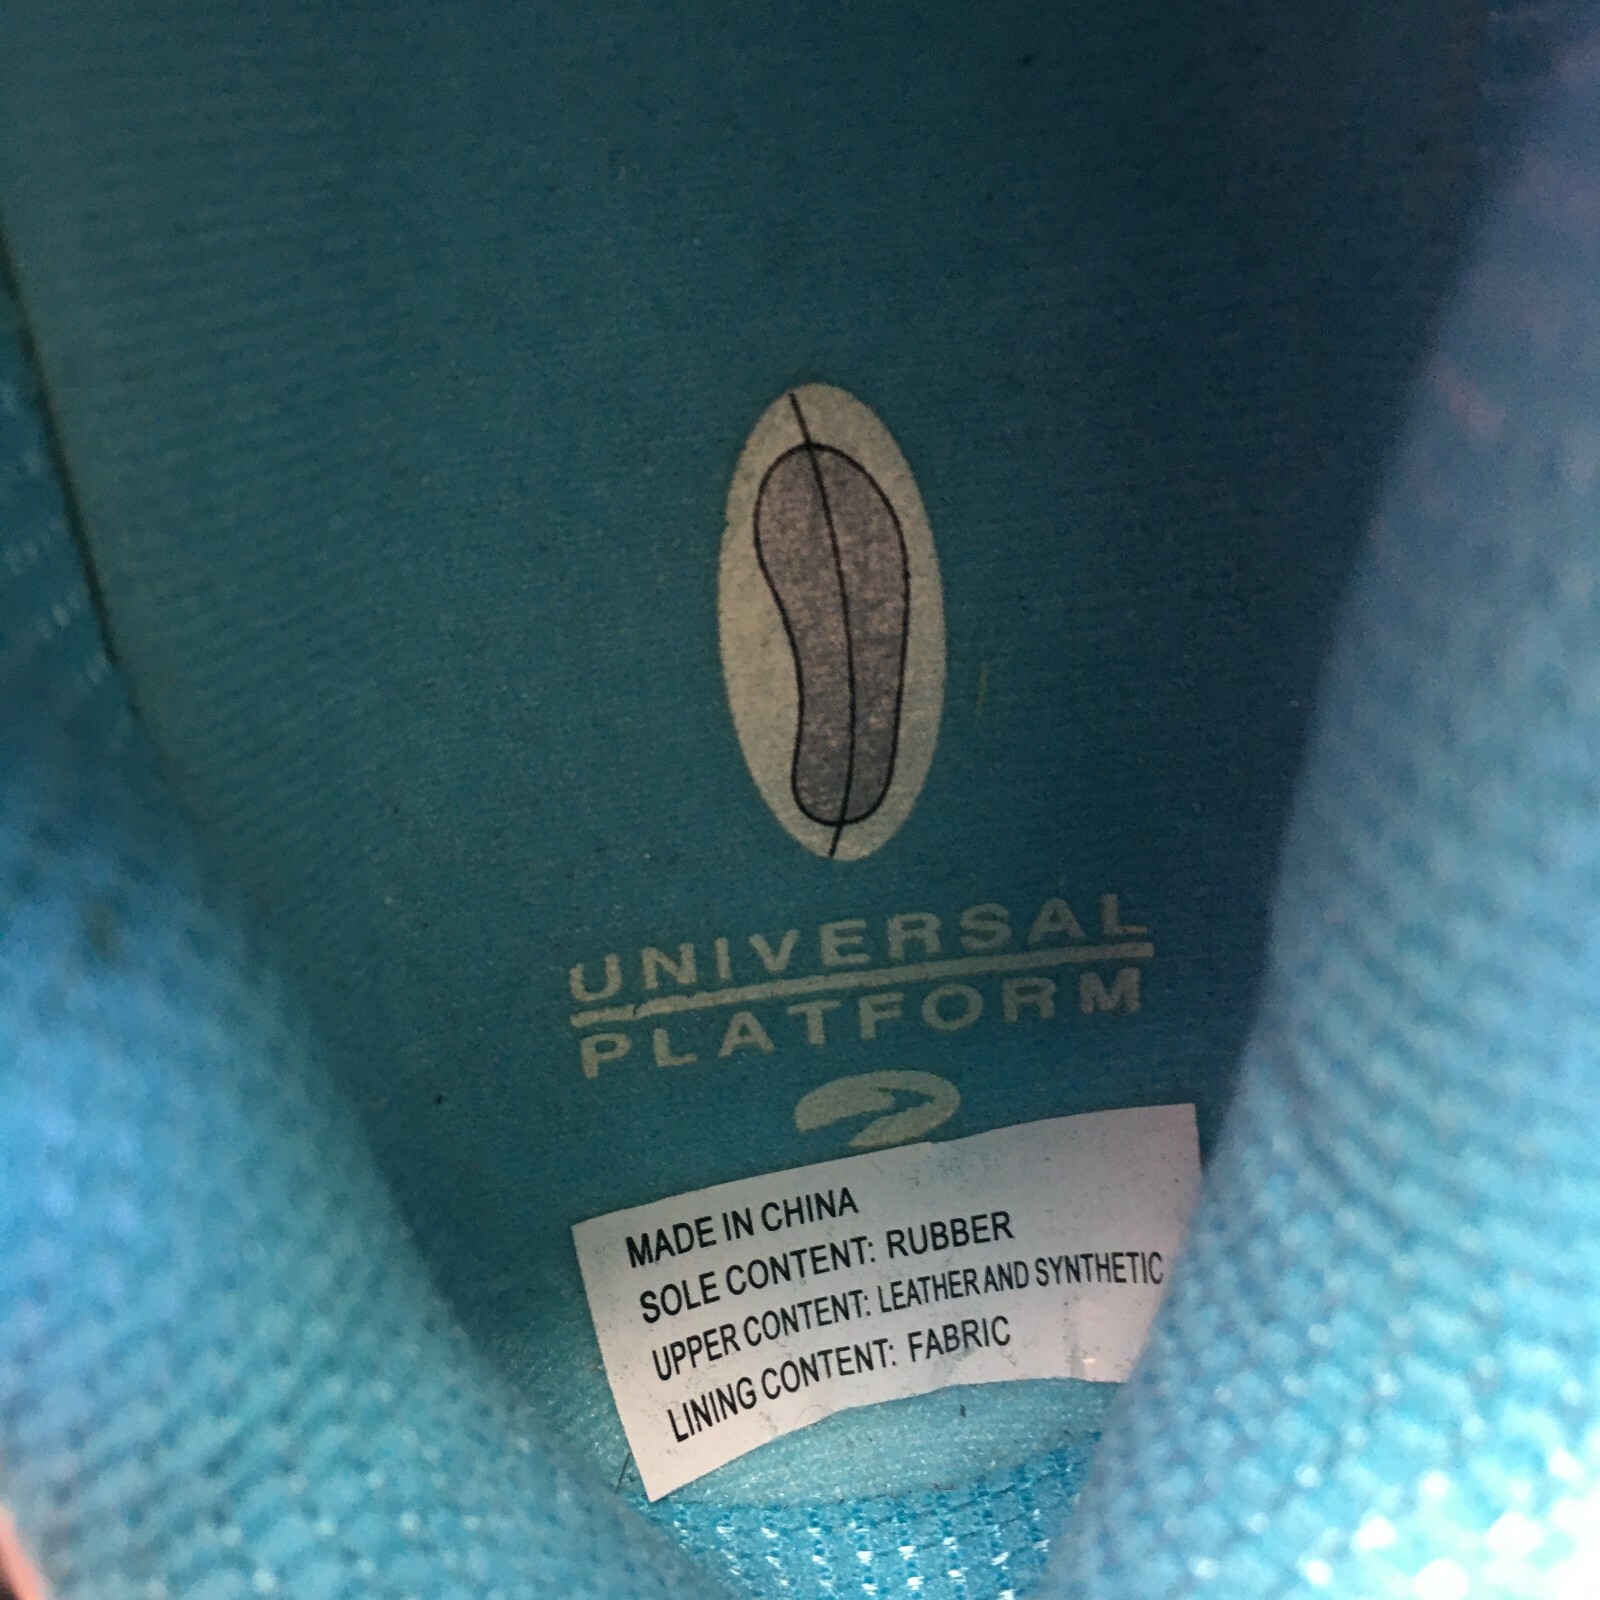 UNIVERSAL
PLATFORM
MADE IN CHINA
SOLE CONTENT: RUBBER
UPPER CONTENT: LEATHER AND SYNTHETIC
LINING CONTENT: FABRIC